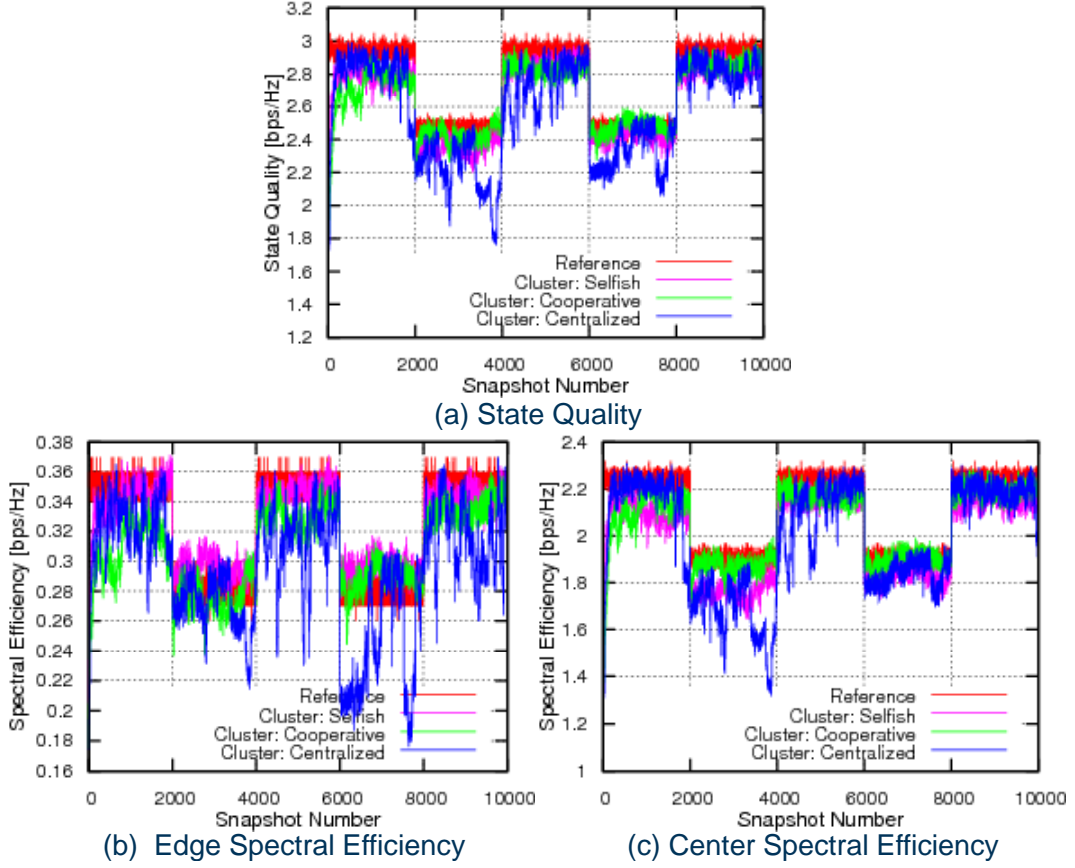 3.2
3
2.8
2.6
2.4
2.2
2
1.8
1.6
1.4
1.2
State Quality [bps/Hz]
Reference
Cluster: Selfish
Cluster: Cooperative
Cluster: Centralized
0 2000 4000 6000 8000 10000
Snapshot Number
(a) State Quality
0.38
0.36
0.34
0.32
0.3
0.28
0.26
0.24
0.22
0.2
0.18
0.16
Spectral Efficiency [bps/Hz]
Reference
Cluster: Selfish
Cluster: Cooperative
Cluster: Centralized
0 2000 4000 6000 8000 10000
Snapshot Number
(b) Edge Spectral Efficiency
2.4
2.2
2
1.8
1.6
1.4
1.2
1
Spectral Efficiency [bps/Hz]
Reference
Cluster: Selfish
Cluster: Cooperative
Cluster: Centralized
0 2000 4000 6000 8000 10000
Snapshot Number
(c) Center Spectral Efficiency